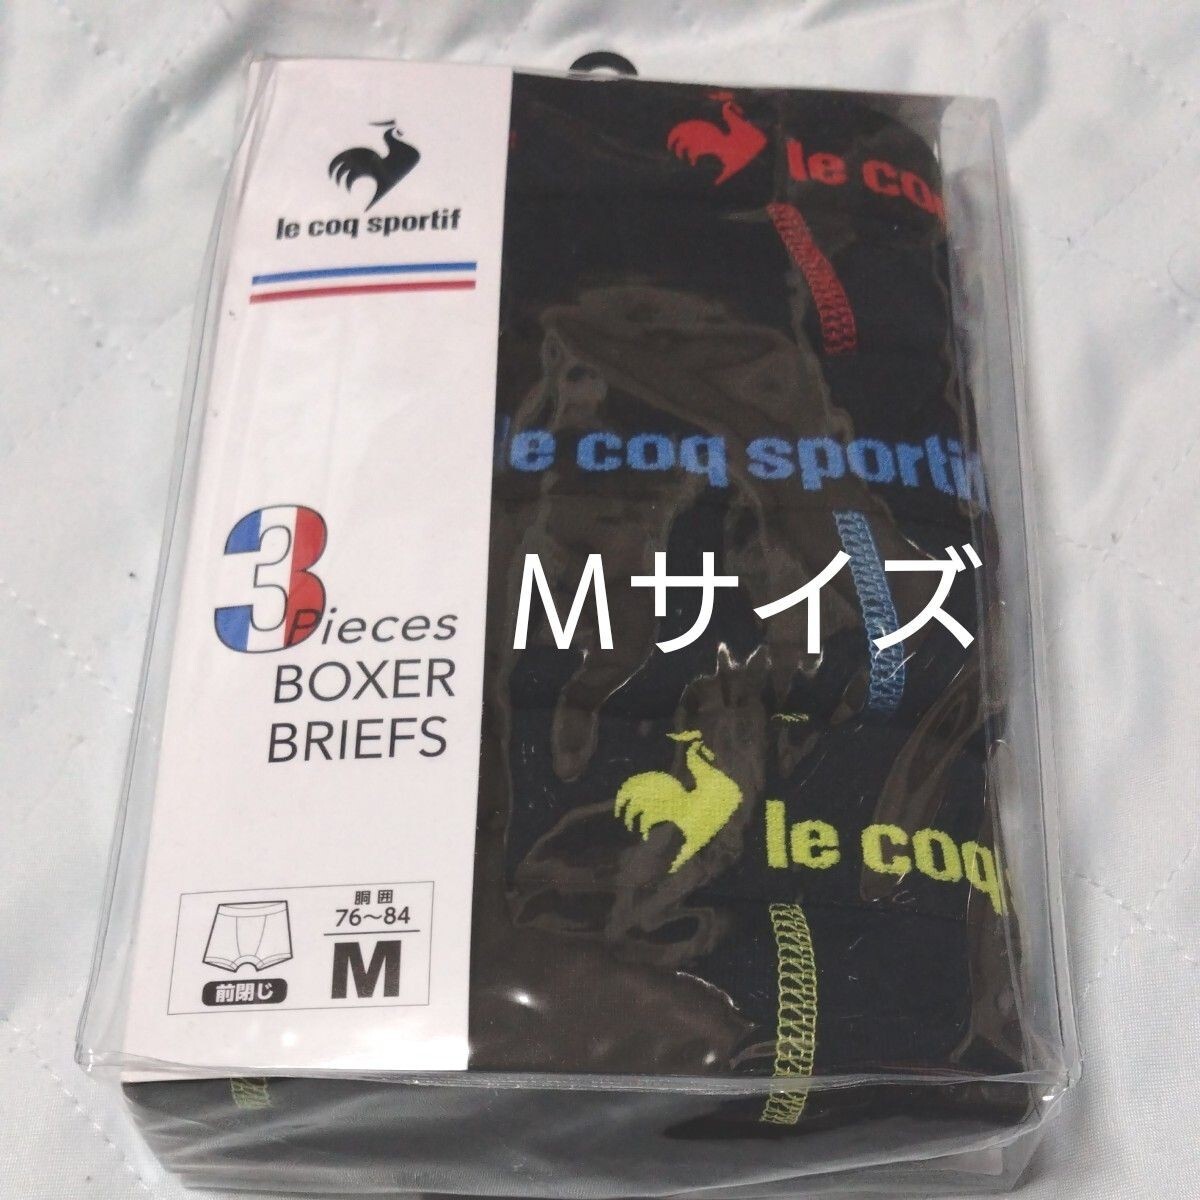 le coq sportif
3 Pieces
BOXER
BRIEFS
胴囲
76～84
M
前閉じ
le coq
le coq sportif
le coq
Mサイズ